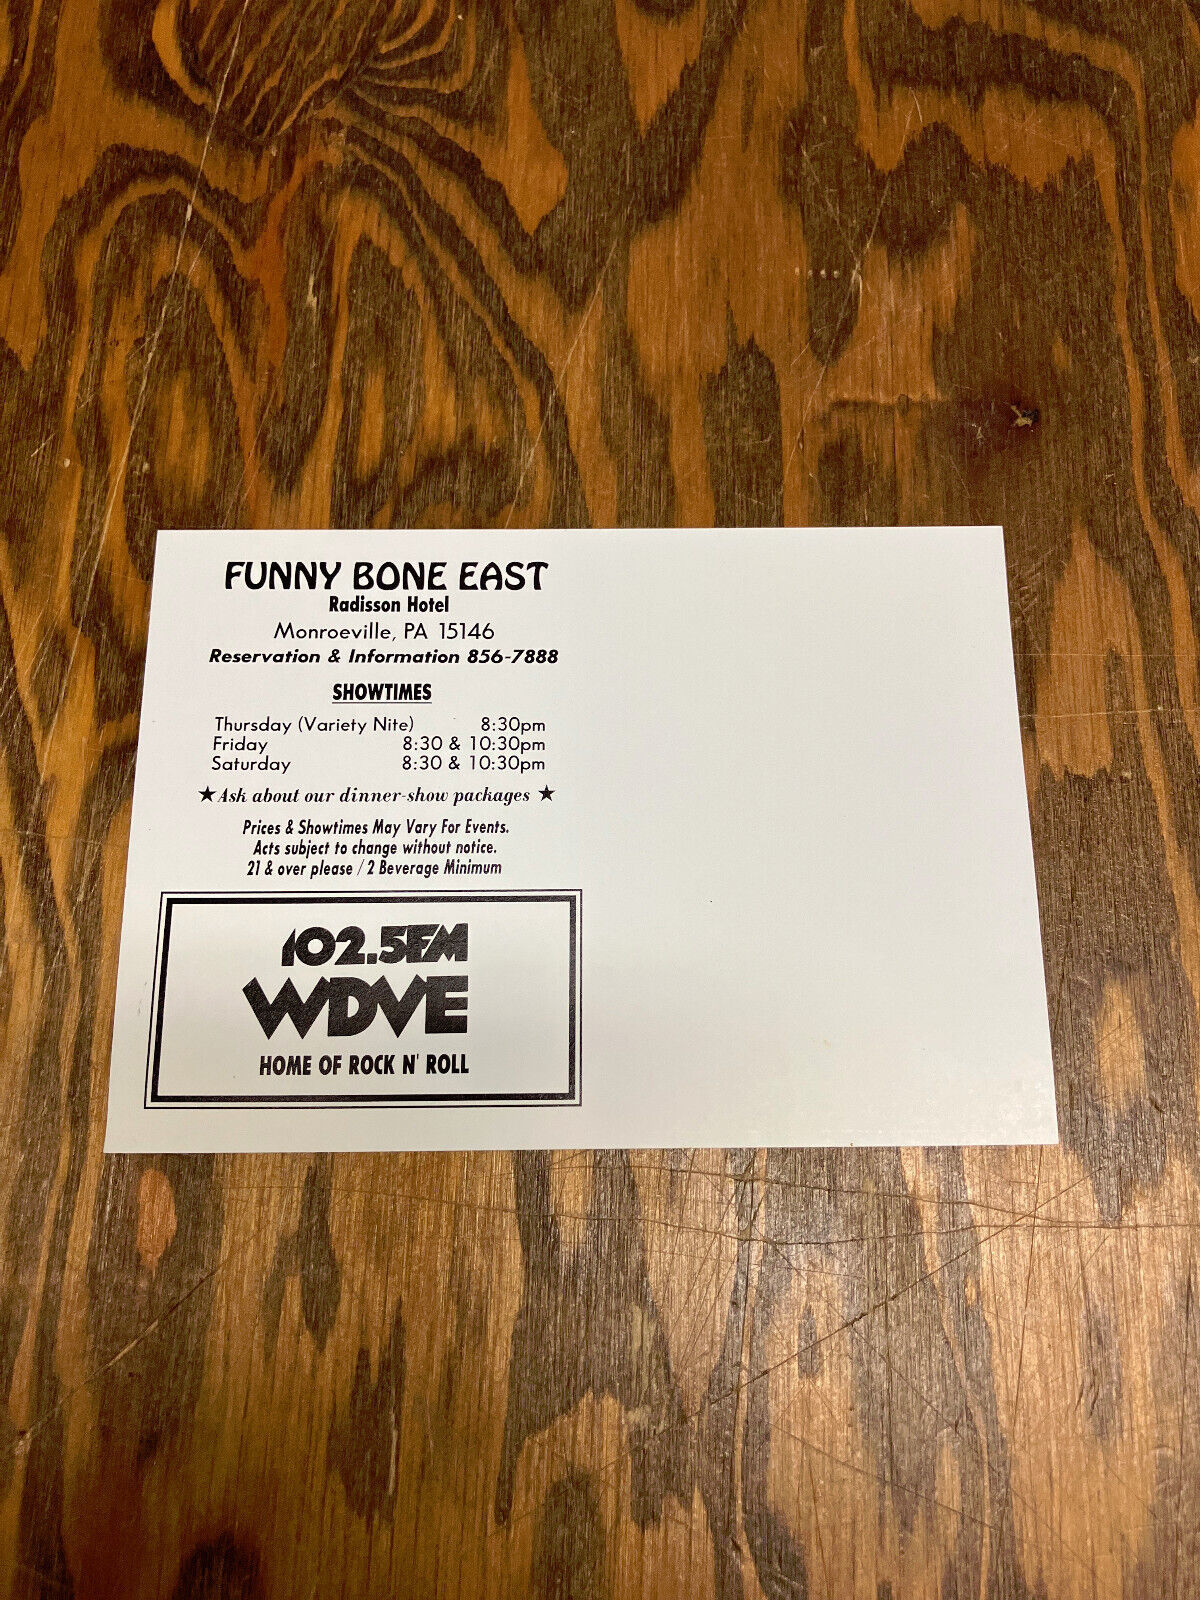 FUNNY BONE EAST
Radisson Hotel
Monroeville, PA 15146
Reservation & Information 856-7888
SHOWTIMES
Thursday (Variety Nite) 8:30pm
Friday 8:30 & 10:30pm
Saturday 8:30 & 10:30pm
★ Ask about our dinner-show packages ★
Prices & Showtimes May Vary For Events.
Acts subject to change without notice.
21 & over please / 2 Beverage Minimum
102.5FM
WDVE
HOME OF ROCK N' ROLL